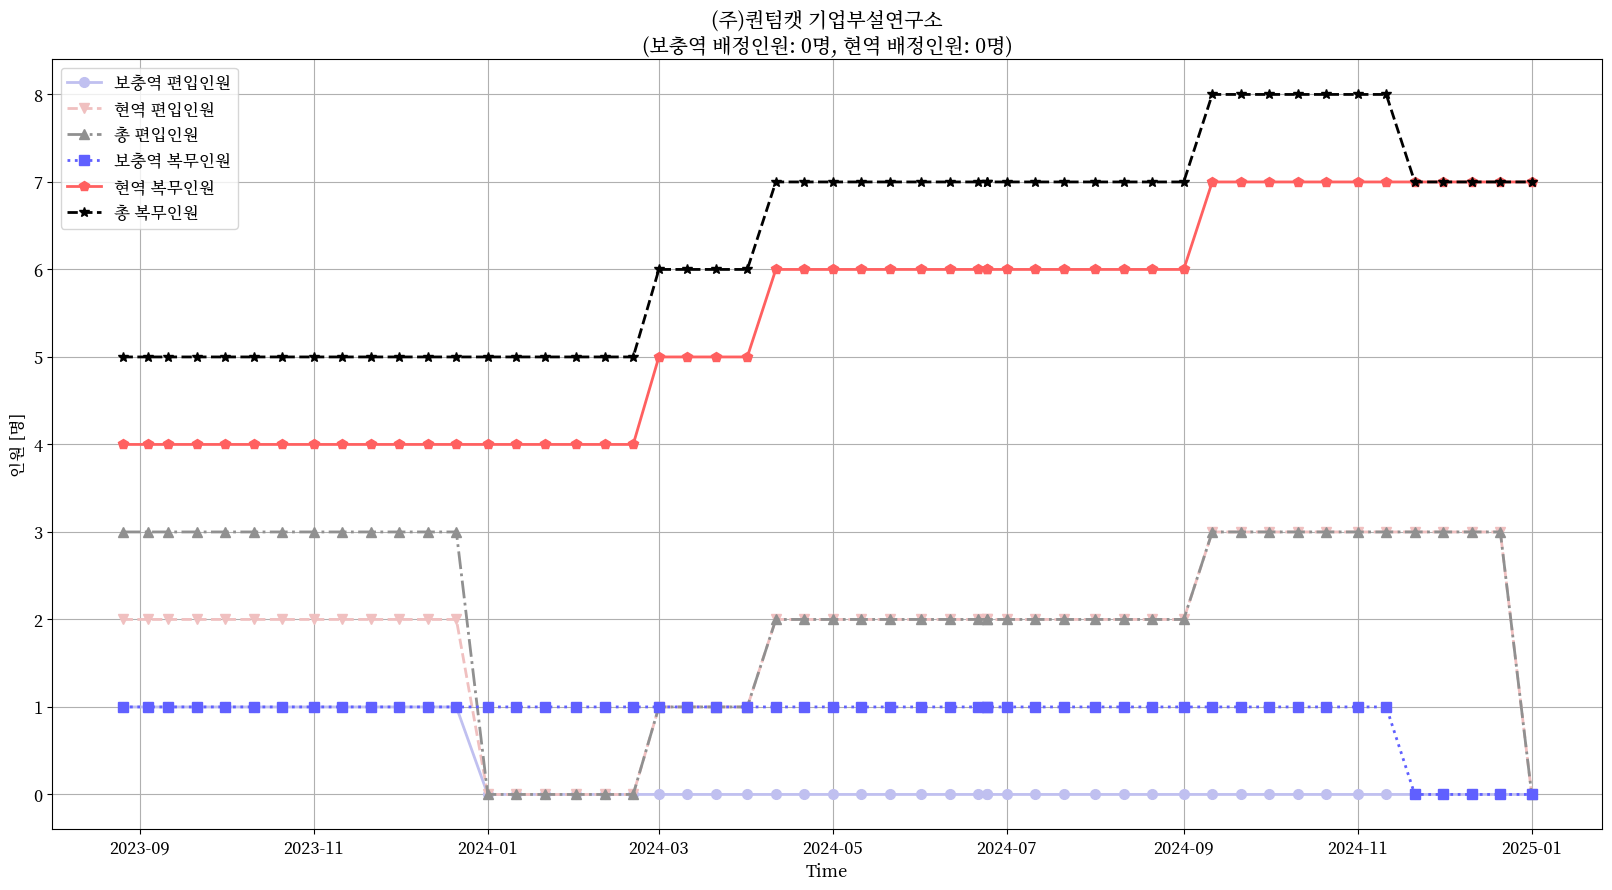 (주)퀀텀캣 기업부설연구소
(보충역 배정인원: 0명, 현역 배정인원: 0명)
보충역 편입인원
현역 편입인원
총 편입인원
보충역 복무인원
현역 복무인원
총 복무인원
8
7
6
5
4
3
2
1
0
인원 [명]
2023-09
2023-11
2024-01
2024-03
2024-05
2024-07
2024-09
2024-11
2025-01
Time